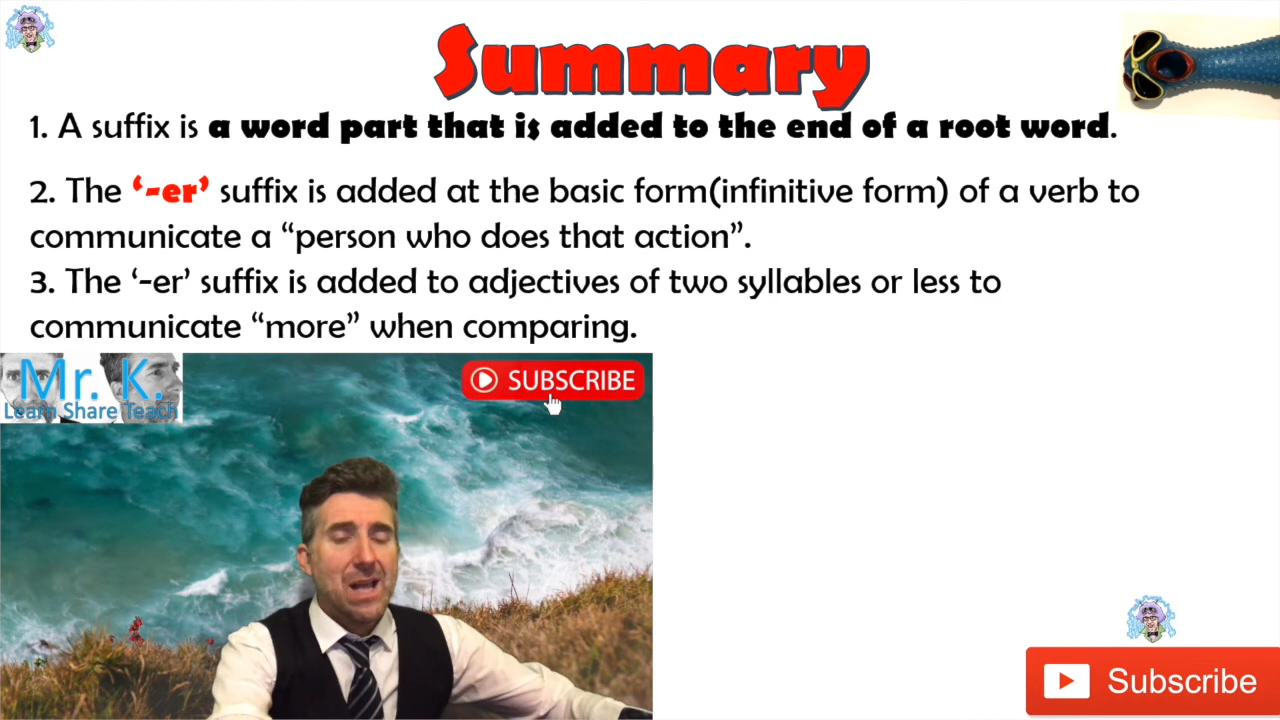 Summary
1. A suffix is a word part that is added to the end of a root word.
2. The ‘-er’ suffix is added at the basic form(infinitive form) of a verb to
communicate a “person who does that action”.
3. The ‘-er’ suffix is added to adjectives of two syllables or less to
communicate “more” when comparing.
Mr. K.
Learn Share Teach
SUBSCRIBE
Subscribe